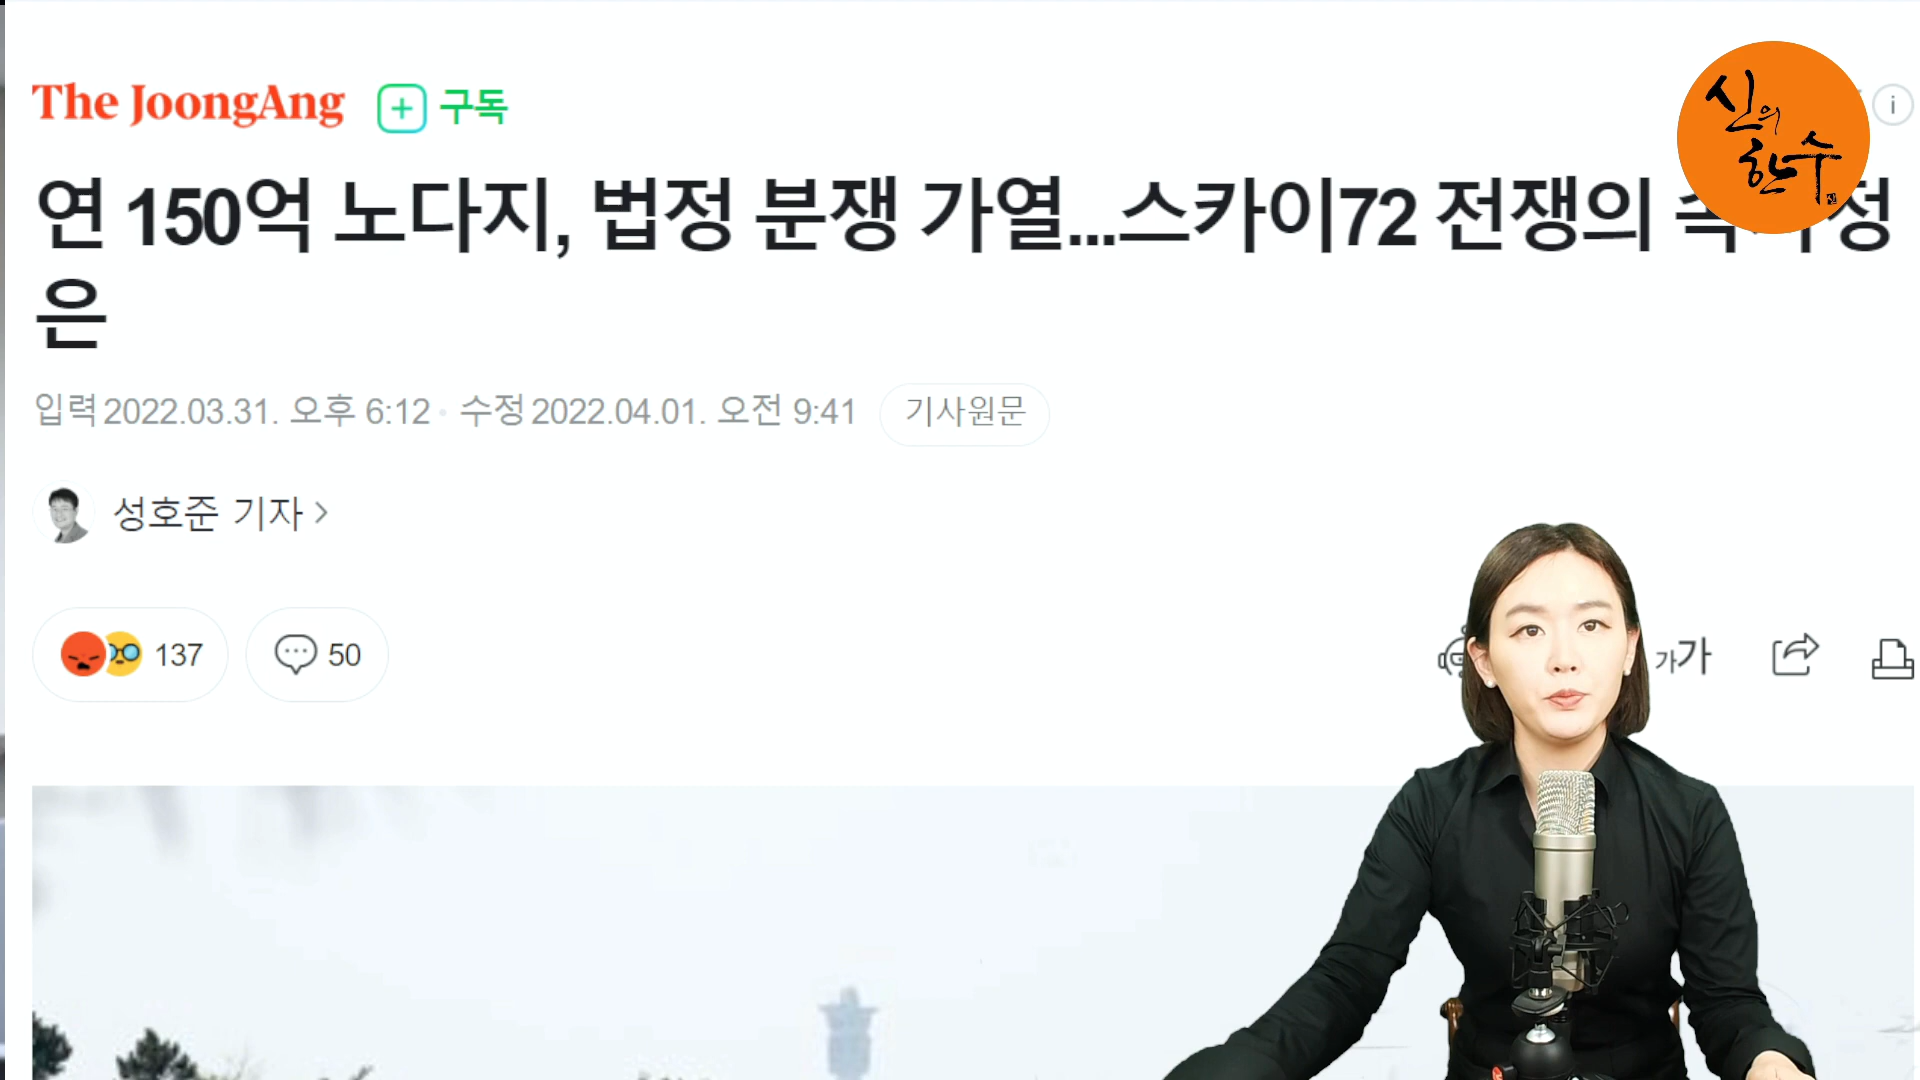 The JoongAng
구독
신의
한수
연 150억 노다지, 법정 분쟁 가열...스카이72 전쟁의
은
입력 2022.03.31. 오후 6:12 · 수정 2022.04.01. 오전 9:41
기사원문
성호준 기자
137
50
가가